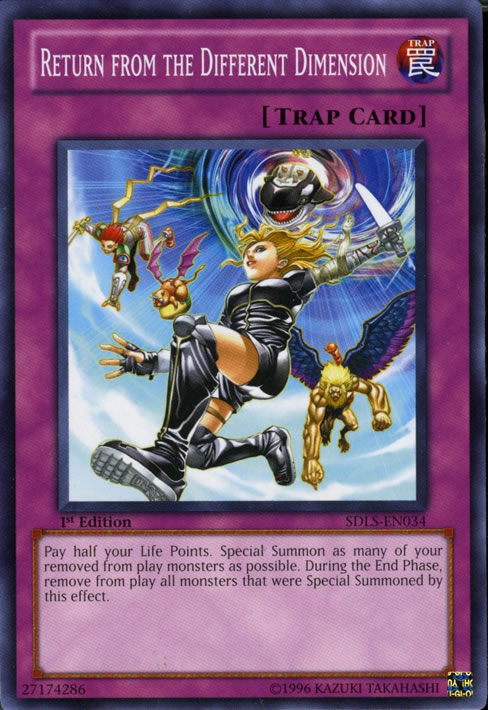 RETURN FROM THE DIFFERENT DIMENSION
TRAP
罠
[TRAP CARD]
1st Edition
SDLS-EN034
Pay half your Life Points. Special Summon as many of your
removed from play monsters as possible. During the End Phase,
remove from play all monsters that were Special Summoned by
this effect.
27174286
©1996 KAZUKI TAKAHASHI